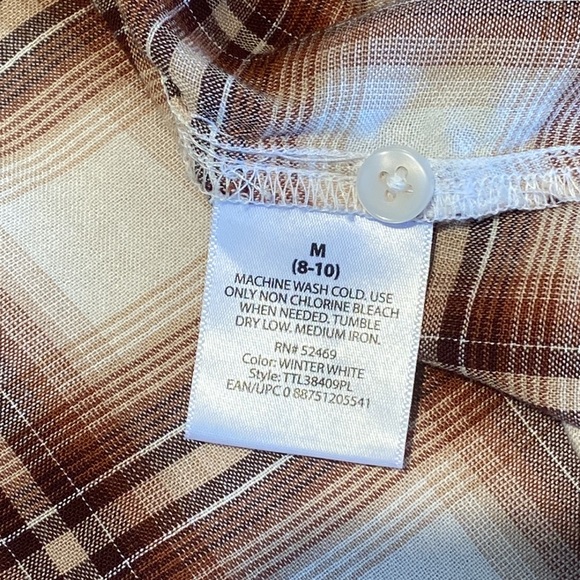 M
(8-10)
MACHINE WASH COLD. USE
ONLY NON CHLORINE BLEACH
WHEN NEEDED. TUMBLE
DRY LOW. MEDIUM IRON.
RN# 52469
Color: WINTER WHITE
Style: TTL38409PL
EAN/UPC 0 88751205541